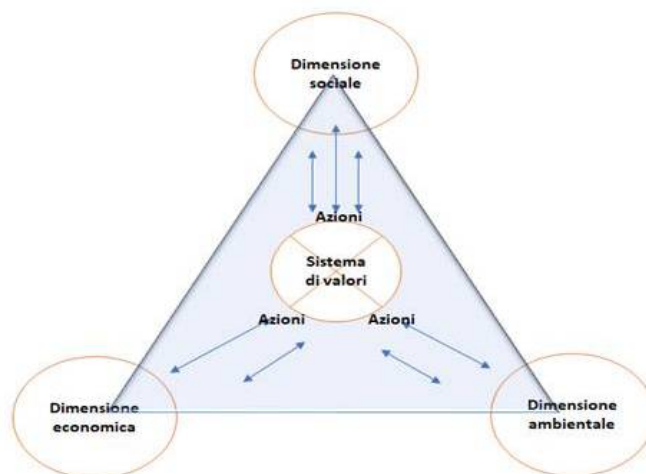 Dimensione
sociale
Azioni
Sistema
di valori
Azioni
Azioni
Dimensione
economica
Dimensione
ambientale